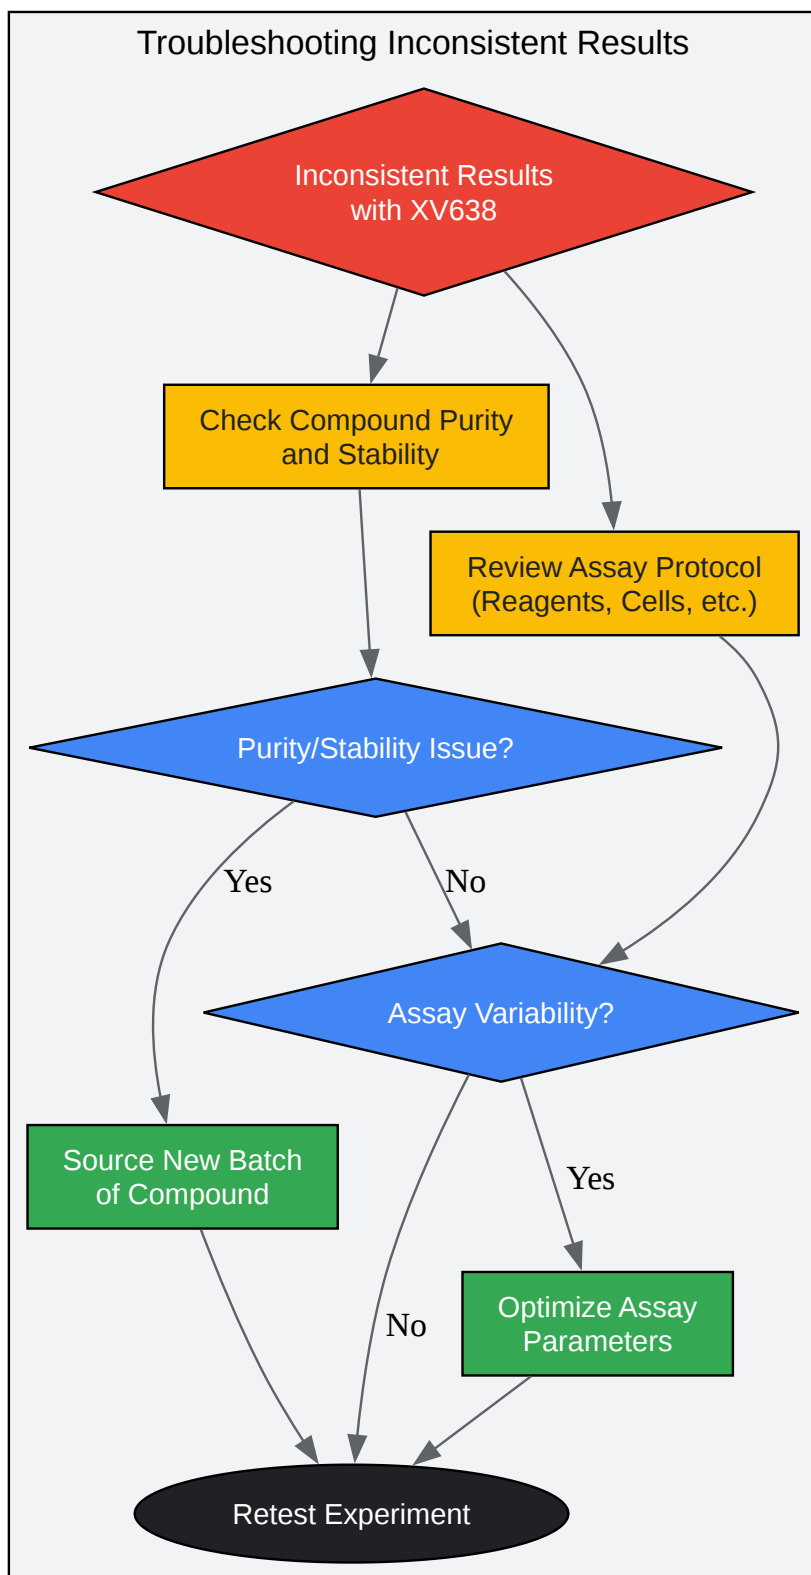 Troubleshooting Inconsistent Results
Inconsistent Results
with XV638
Check Compound Purity
and Stability
Review Assay Protocol
(Reagents, Cells, etc.)
Purity/Stability Issue?
Yes
No
Assay Variability?
Source New Batch
of Compound
Yes
No
Optimize Assay
Parameters
Retest Experiment